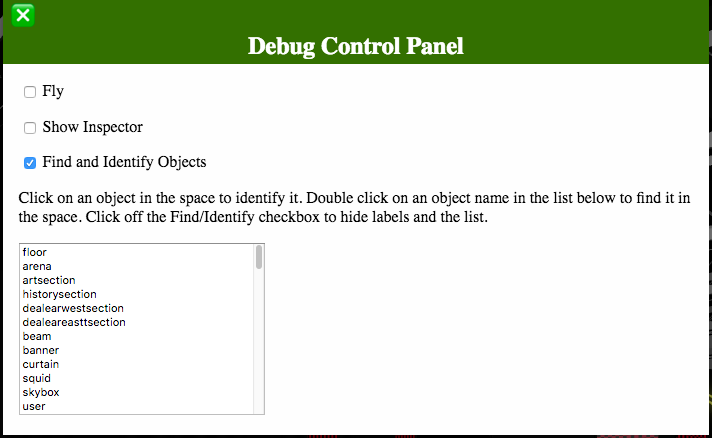 Debug Control Panel
Fly
Show Inspector
Find and Identify Objects
Click on an object in the space to identify it. Double click on an object name in the list below to find it in
the space. Click off the Find/Identify checkbox to hide labels and the list.
floor
arena
artsection
historysection
dealearwestsection
dealeareasttsection
beam
banner
curtain
squid
skybox
user